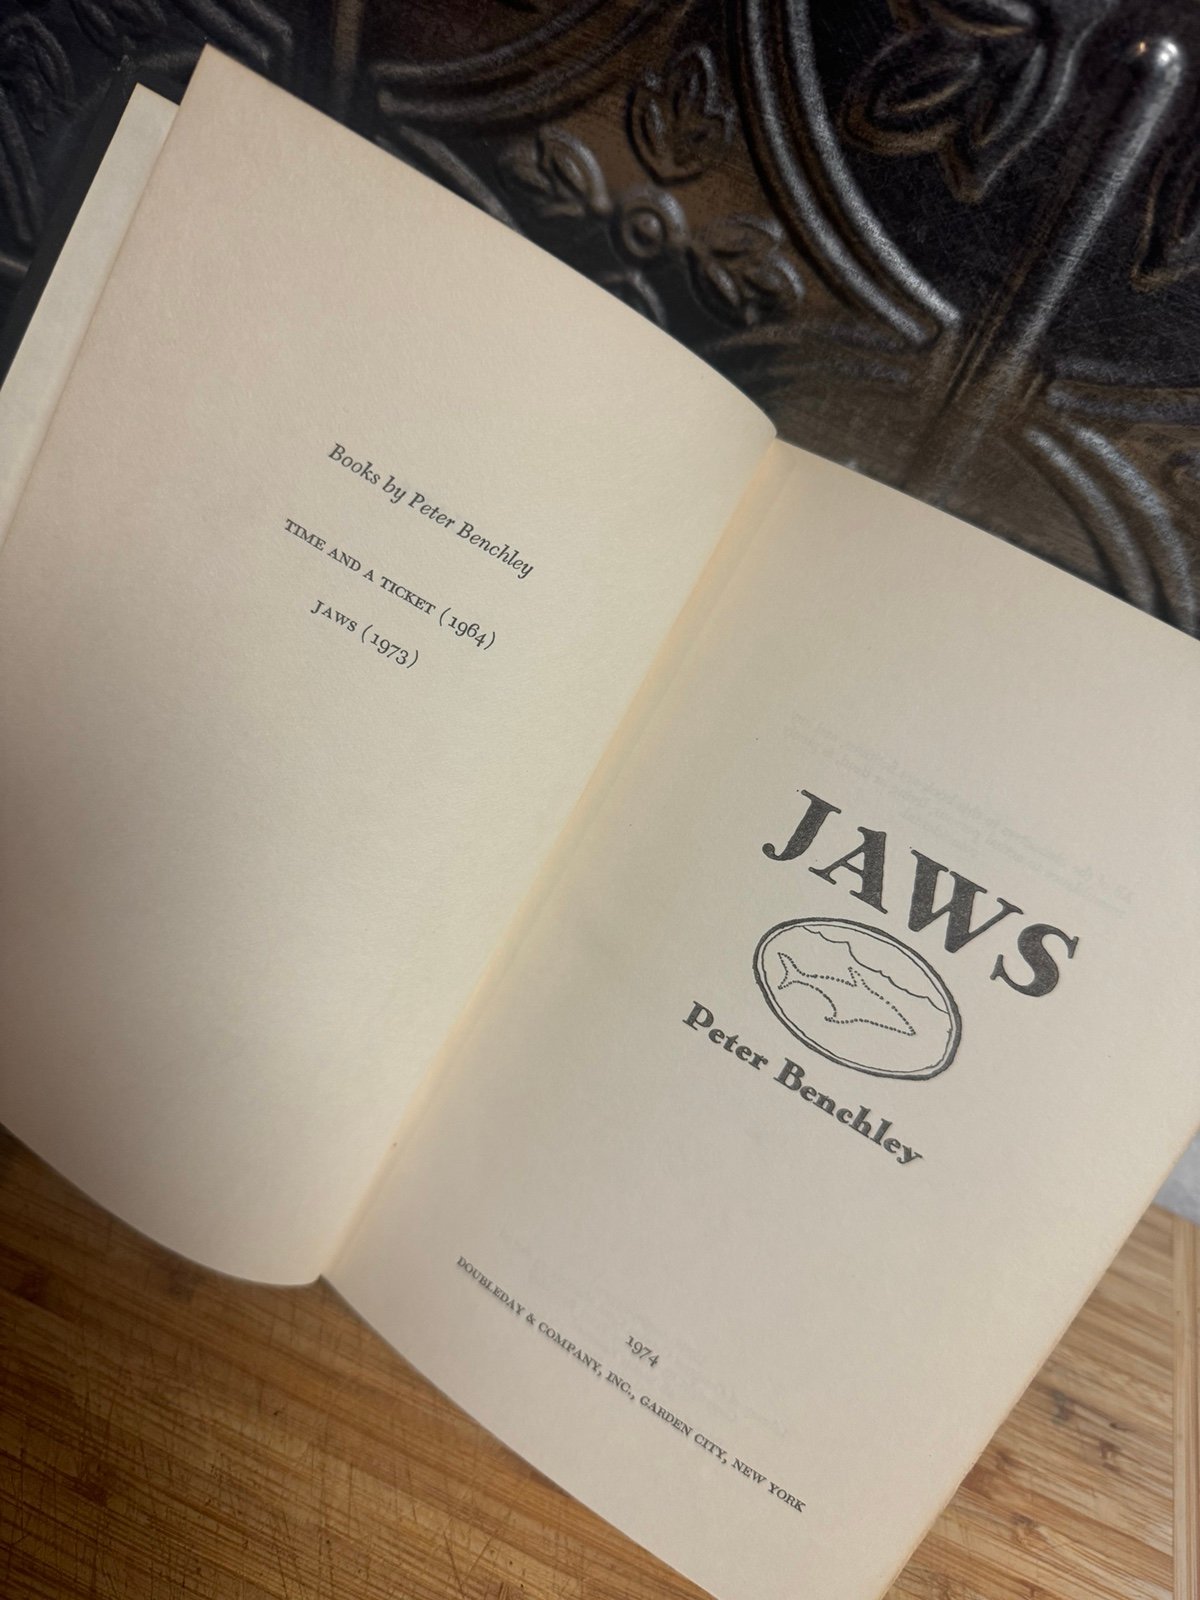 Books by Peter Benchley
TIME AND A TICKET (1964)
JAWS (1973)
JAWS
Peter Benchley
1974
DOUBLEDAY & COMPANY, INC., GARDEN CITY, NEW YORK